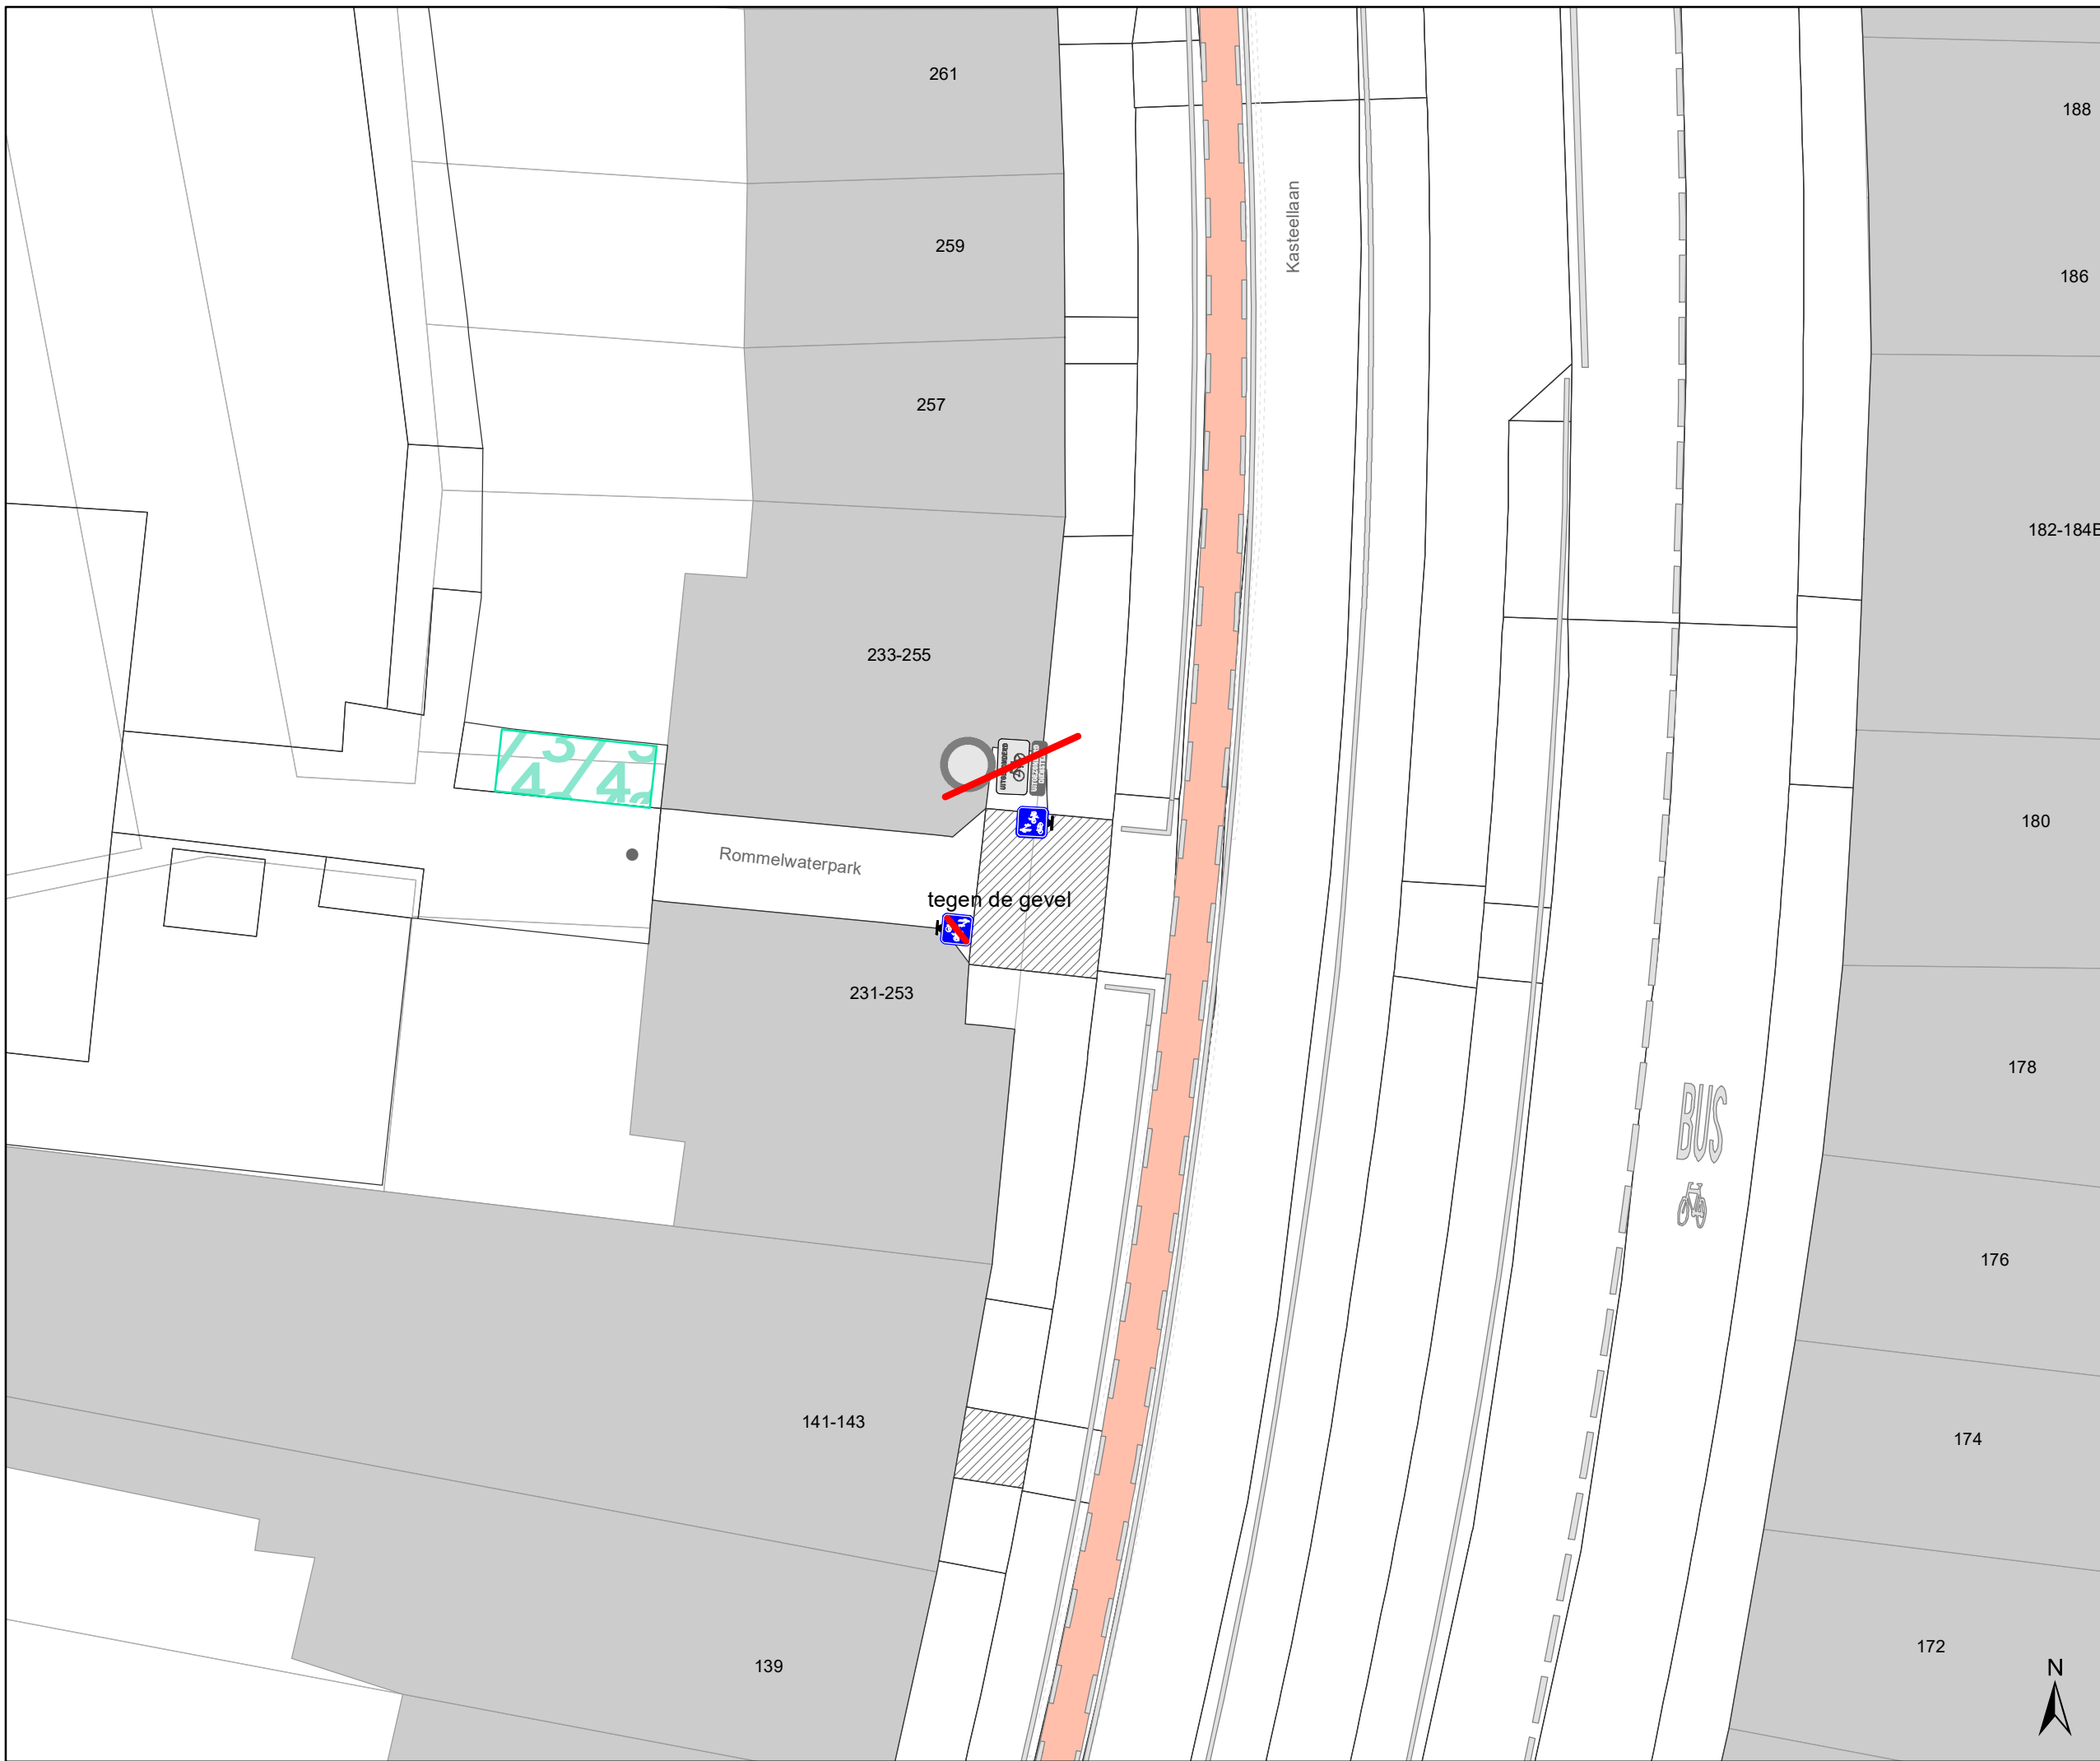 261
188
Kasteellaan
259
186
257
182-184E
233-255
UITGEZONDERD
180
Rommelwaterpark
tegen de gevel
231-253
178
BUS
176
141-143
174
139
172
N